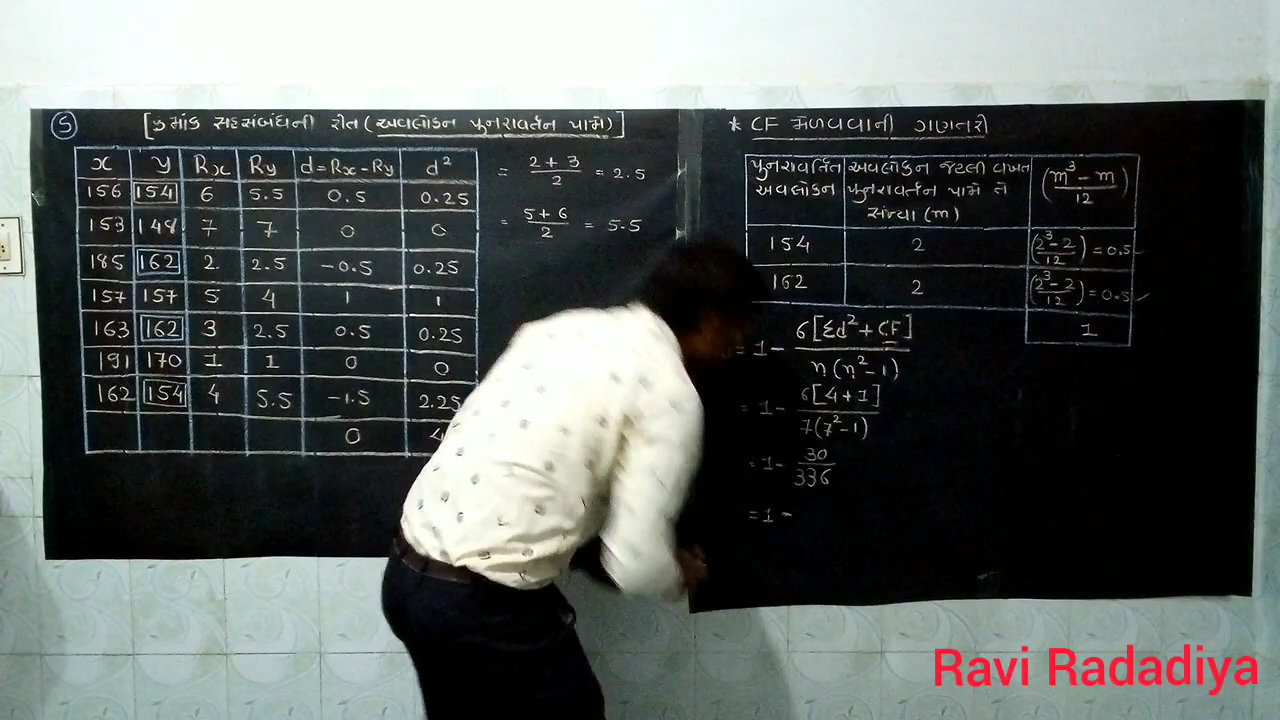 5
[ક્રમાંક સહસંબંધની રીત (અવલોકન પુનરાવર્તન પામે)]
x y Rx Ry d=Rx-Ry d²
156 154 6 5.5 0.5 0.25
153 148 7 7 0 0
185 162 2 2.5 -0.5 0.25
157 157 5 4 1 1
163 162 3 2.5 0.5 0.25
191 170 1 1 0 0
162 154 4 5.5 -1.5 2.25
0 4
= (2+3)/2 = 2.5
= (5+6)/2 = 5.5
* CF મેળવવાની ગણતરી
પુનરાવર્તિત અવલોકન જેટલી વખત (m³-m)/12
અવલોકન પુનરાવર્તન પામે તે
સંખ્યા (m)
154 2 (2³-2)/12 = 0.5
162 2 (2³-2)/12 = 0.5
1
= 1 - 6[Σd²+CF]/n(n²-1)
= 1 - 6[4+1]/7(7²-1)
= 1 - 30/336
= 1 -
Ravi Radadiya